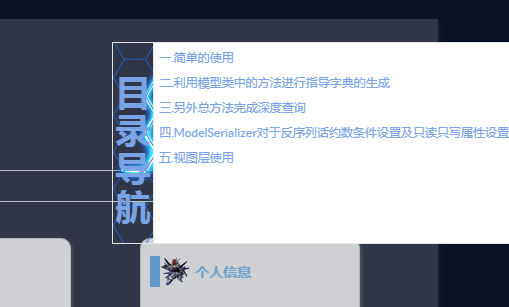 目录导航
一.简单的使用
二.利用模型类中的方法进行指导字典的生成
三.另外总方法完成深度查询
四.ModelSerializer对于反序列话约数条件设置及只读只写属性设置
五.视图层使用
个人信息